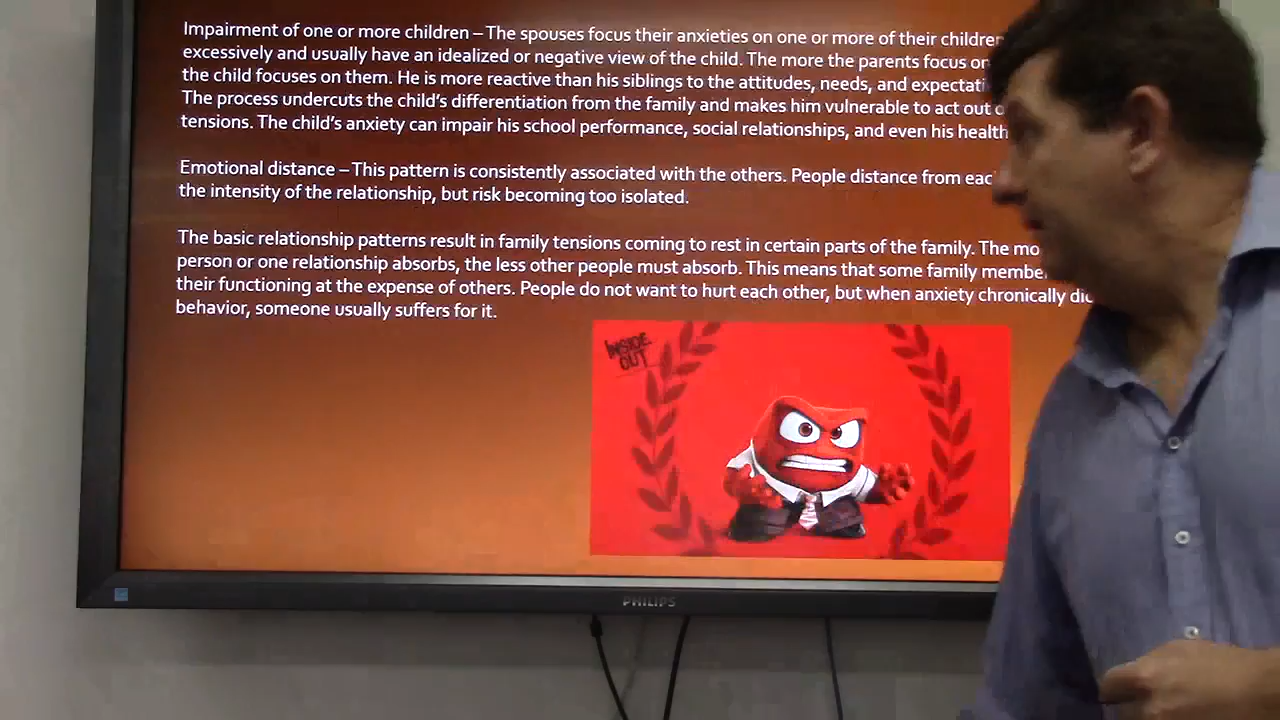 Impairment of one or more children – The spouses focus their anxieties on one or more of their children
excessively and usually have an idealized or negative view of the child. The more the parents focus on
the child focuses on them. He is more reactive than his siblings to the attitudes, needs, and
The process undercuts the child's differentiation from the family and makes him vulnerable to act out
tensions. The child's anxiety can impair his school performance, social relationships, and even his health
Emotional distance – This pattern is consistently associated with the others. People distance from
the intensity of the relationship, but risk becoming too isolated.
The basic relationship patterns result in family tensions coming to rest in certain parts of the family. The
person or one relationship absorbs, the less other people must absorb. This means that some family
their functioning at the expense of others. People do not want to hurt each other, but when anxiety chronically
behavior, someone usually suffers for it.
INSIDE
OUT
PHILIPS